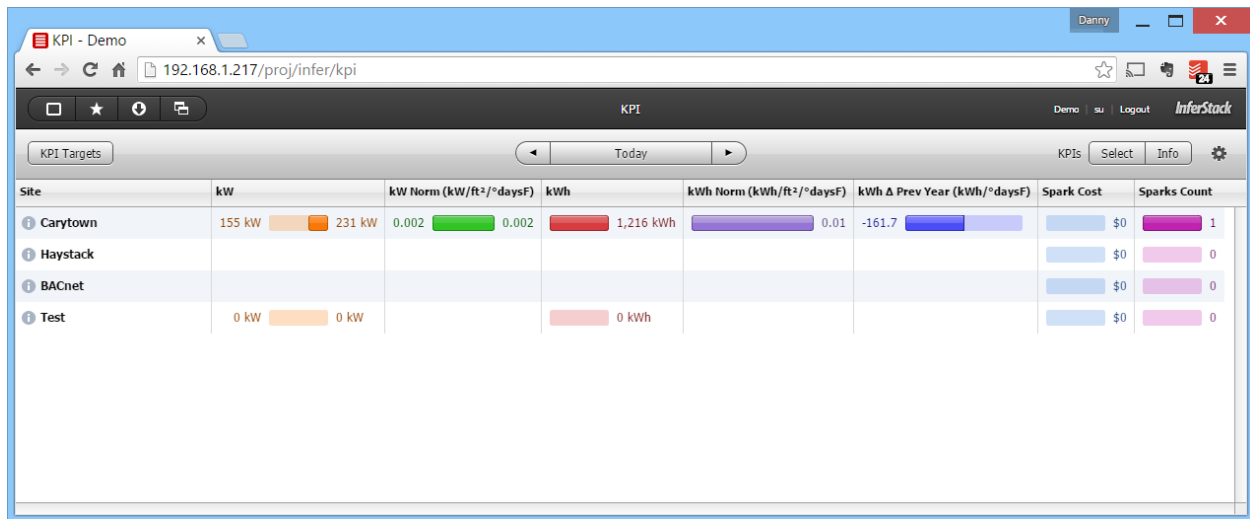 Danny
KPI - Demo
192.168.1.217/proj/infer/kpi
24
KPI
Demo | su | Logout InferStack
KPI Targets Today KPIs Select Info
Site kW kW Norm (kW/ft²/°daysF) kWh kWh Norm (kWh/ft²/°daysF) kWh Δ Prev Year (kWh/°daysF) Spark Cost Sparks Count
Carytown 155 kW 231 kW 0.002 0.002 1,216 kWh 0.01 -161.7 $0 1
Haystack $0 0
BACnet $0 0
Test 0 kW 0 kW 0 kWh $0 0